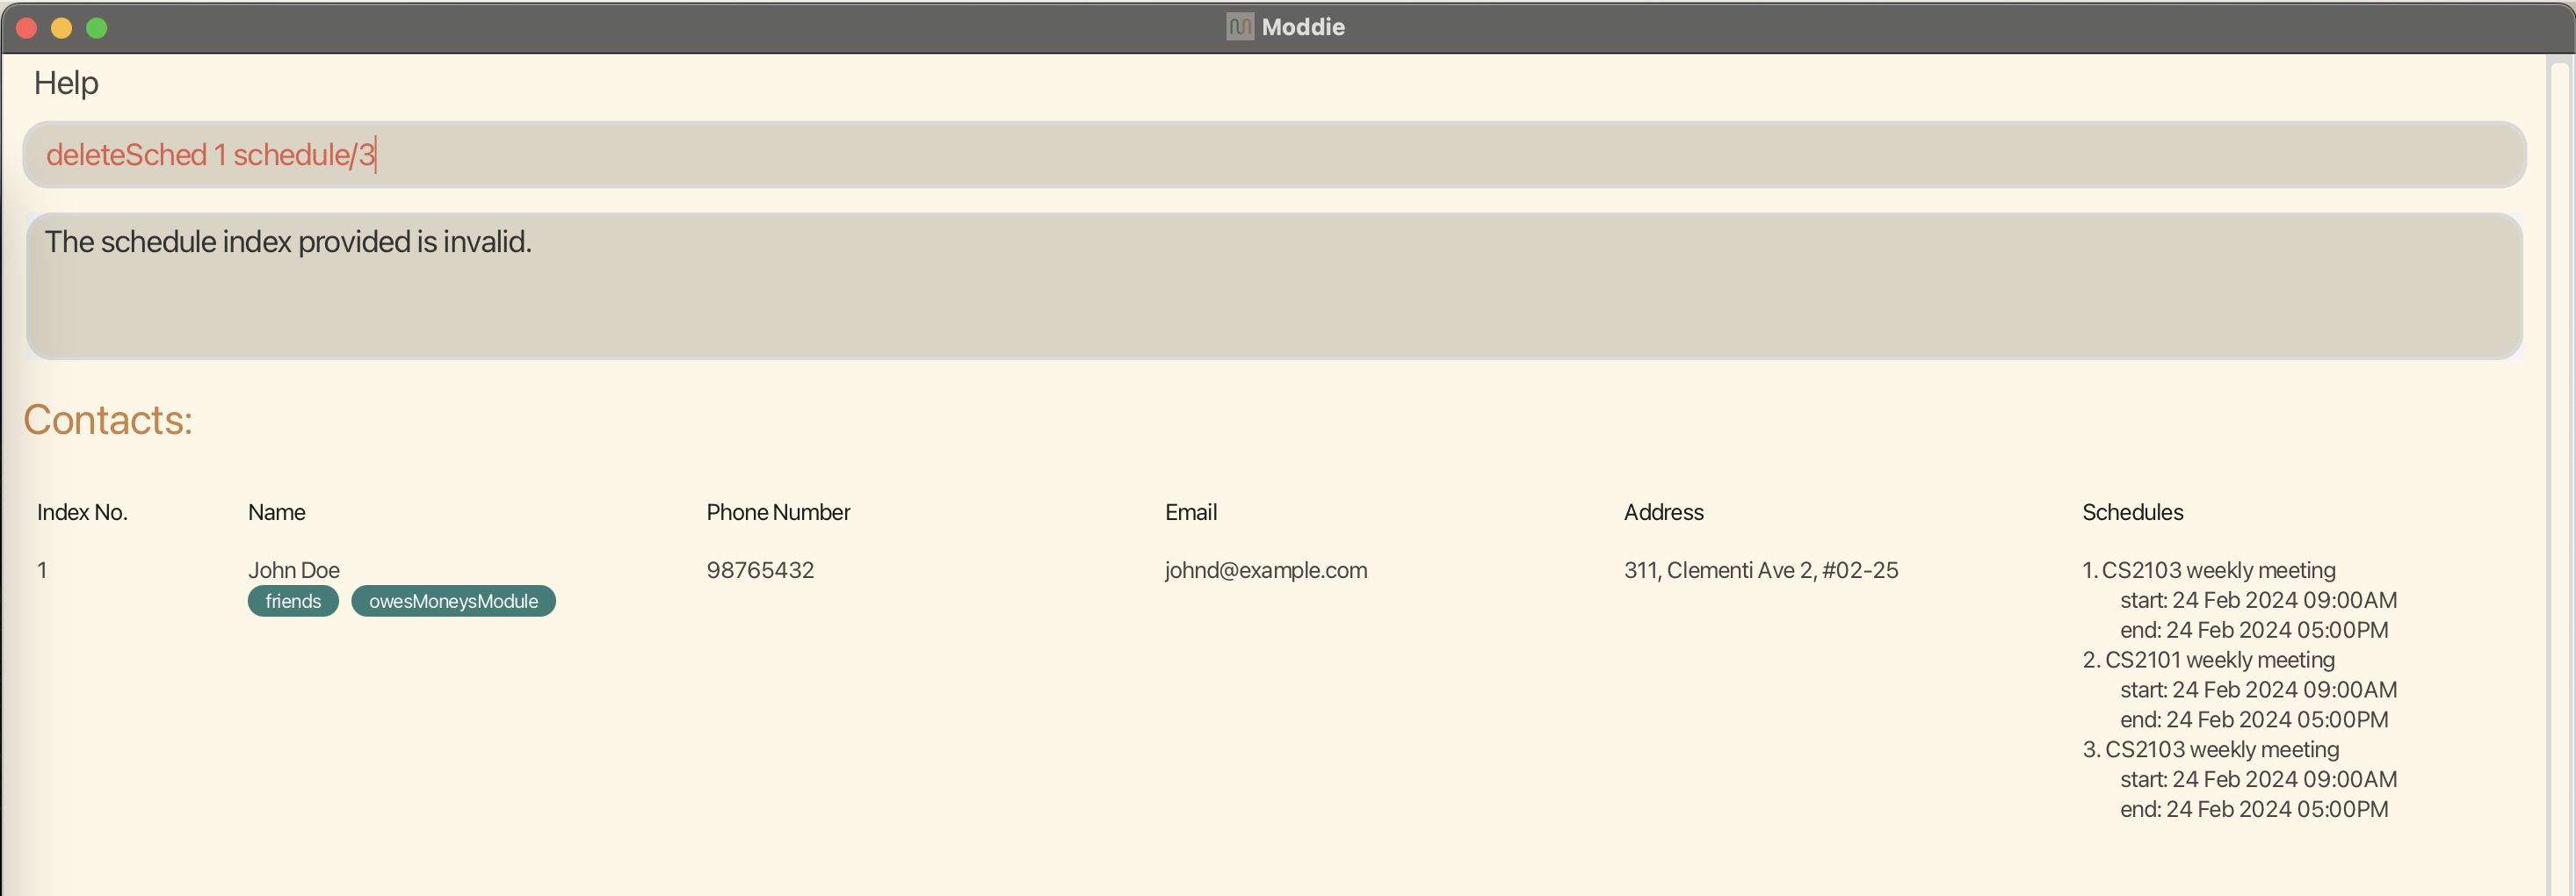 Moddie
Help
deleteSched 1 schedule/3
The schedule index provided is invalid.
Contacts:
Index No. Name Phone Number Email Address Schedules
1 John Doe 98765432 johnd@example.com 311, Clementi Ave 2, #02-25 1. CS2103 weekly meeting
friends owesMoneysModule start: 24 Feb 2024 09:00AM
end: 24 Feb 2024 05:00PM
2. CS2101 weekly meeting
start: 24 Feb 2024 09:00AM
end: 24 Feb 2024 05:00PM
3. CS2103 weekly meeting
start: 24 Feb 2024 09:00AM
end: 24 Feb 2024 05:00PM